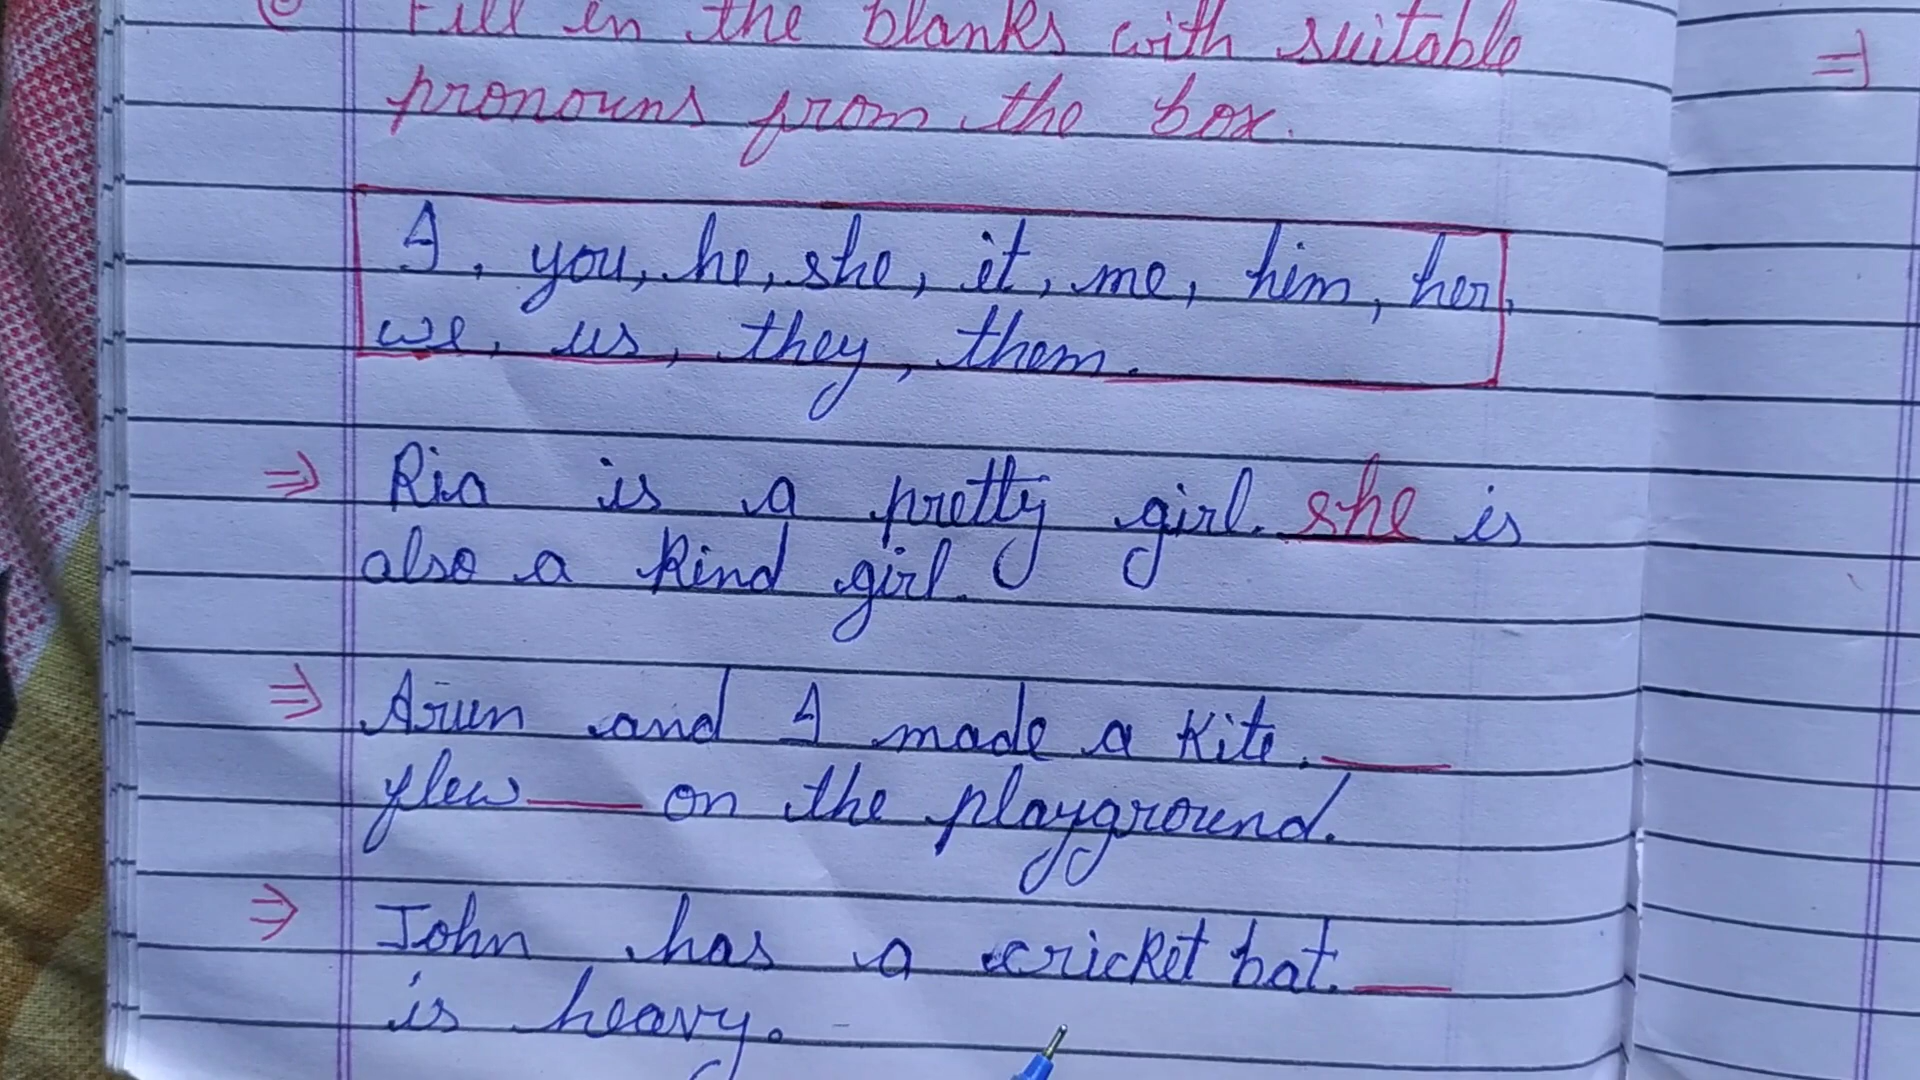 Fill in the blanks with suitable
pronouns from the box.
I, you, he, she, it, me, him, her,
we, us, they, them.
⇒ Ria is a pretty girl. she is
also a kind girl.
⇒ Arun and I made a kite. ___
flew ___ on the playground.
⇒ John has a cricket bat. ___
is heavy.
⇒